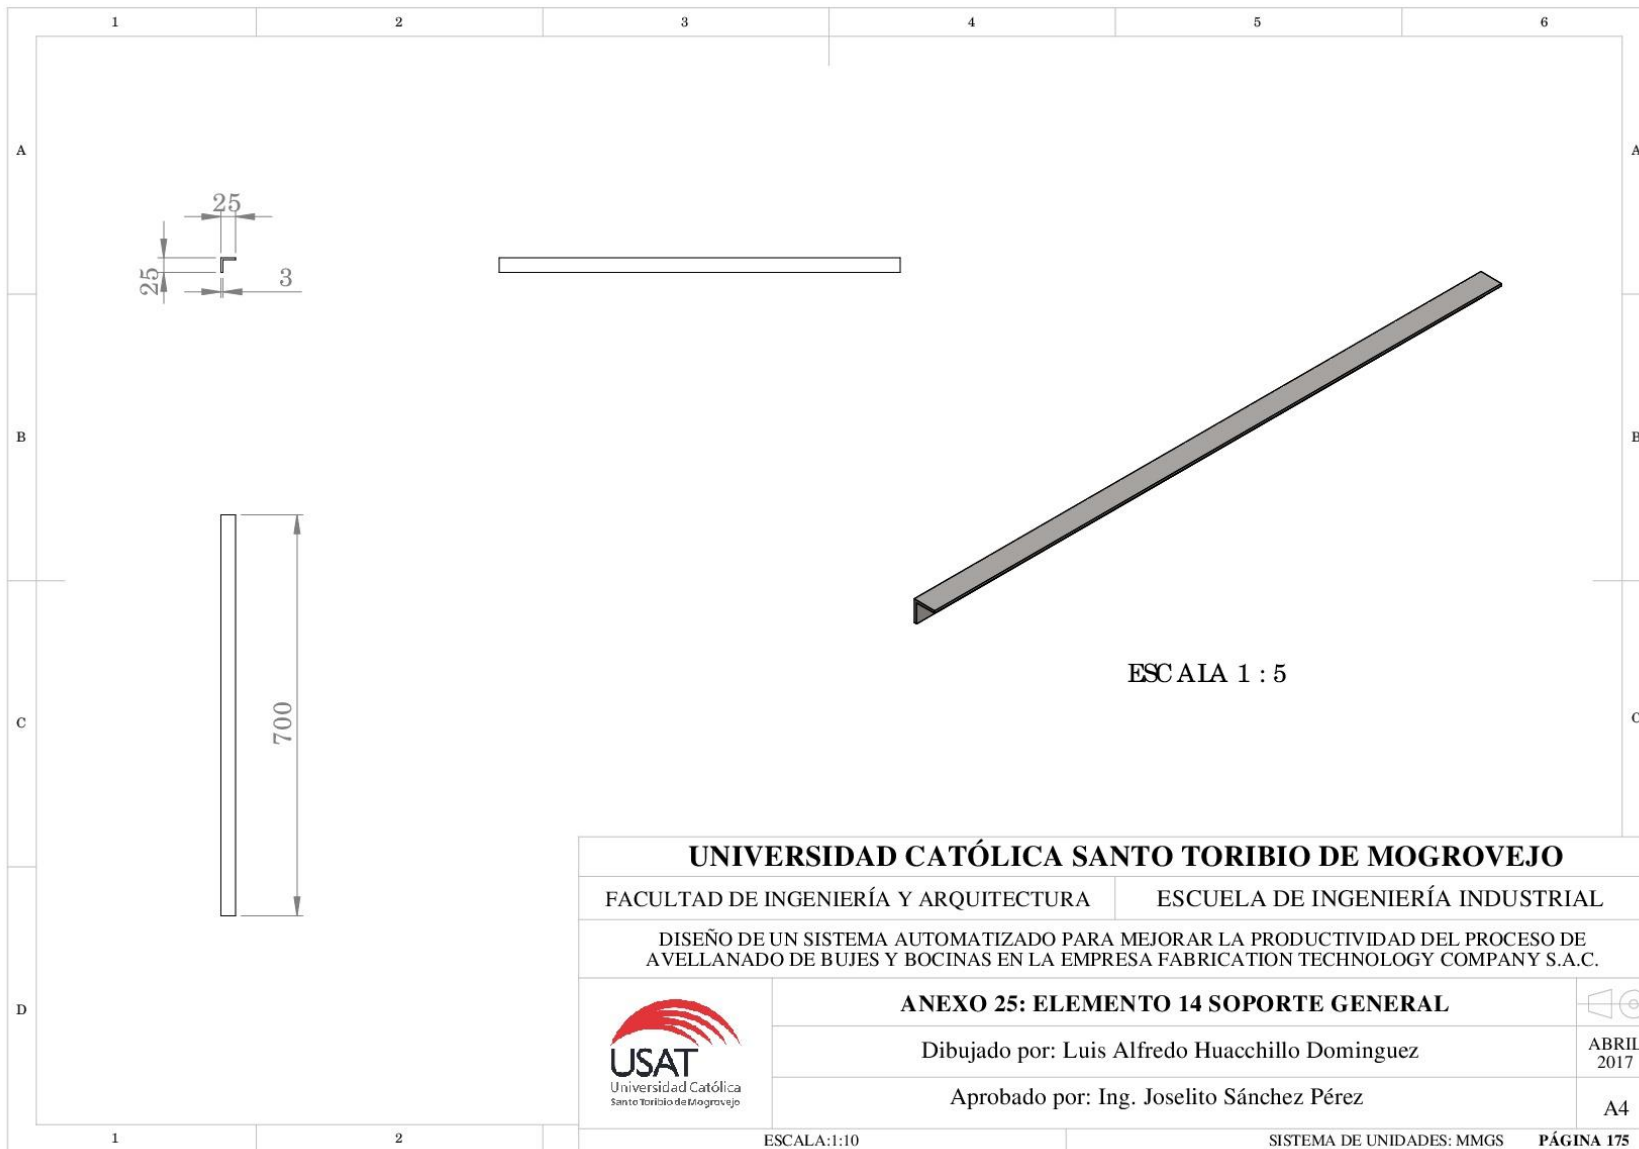 1 2 3 4 5 6
A A
25
25
3
B B
ESCALA 1 : 5
C C
700
UNIVERSIDAD CATÓLICA SANTO TORIBIO DE MOGROVEJO
FACULTAD DE INGENIERÍA Y ARQUITECTURA ESCUELA DE INGENIERÍA INDUSTRIAL
DISEÑO DE UN SISTEMA AUTOMATIZADO PARA MEJORAR LA PRODUCTIVIDAD DEL PROCESO DE
AVELLANADO DE BUJES Y BOCINAS EN LA EMPRESA FABRICATION TECHNOLOGY COMPANY S.A.C.
D
USAT
Universidad Católica
Santo Toribio de Mogrovejo
ANEXO 25: ELEMENTO 14 SOPORTE GENERAL
Dibujado por: Luis Alfredo Huacchillo Dominguez
ABRIL
2017
Aprobado por: Ing. Joselito Sánchez Pérez
A4
1 2
ESCALA:1:10 SISTEMA DE UNIDADES: MMGS PÁGINA 175